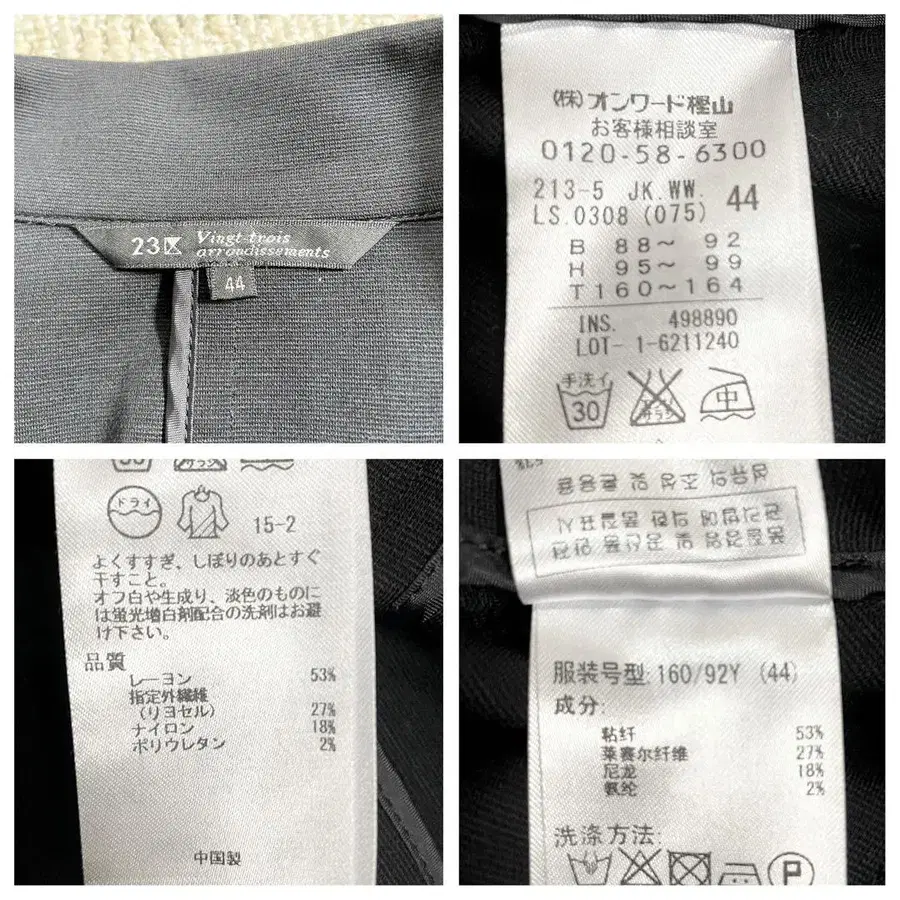 23区 Vingt-trois
arrondissements
44
(株)オンワード樫山
お客様相談室
0120-58-6300
213-5 JK.WW. 44
LS.0308 (075)
B 88～ 92
H 95～ 99
T 160～164
INS. 498890
LOT- 1-6211240
手洗イ
30
中
ドライ
15-2
よくすすぎ、しぼりのあとすぐ
干すこと。
オフ白や生成り、淡色のものに
は蛍光増白剤配合の洗剤はお避
け下さい。
品質
レーヨン 53%
指定外繊維
(リヨセル) 27%
ナイロン 18%
ポリウレタン 2%
中国製
服装号型:160/92Y (44)
成分:
粘纤 53%
莱赛尔纤维 27%
尼龙 18%
氨纶 2%
洗涤方法:
P